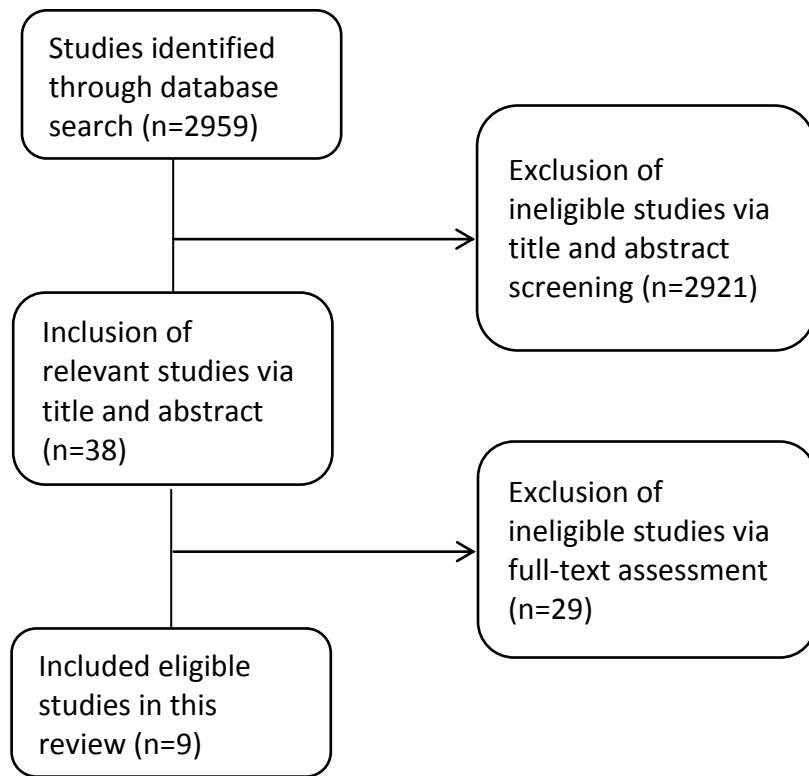 Studies identified
through database
search (n=2959)
Exclusion of
ineligible studies via
title and abstract
screening (n=2921)
Inclusion of
relevant studies via
title and abstract
(n=38)
Exclusion of
ineligible studies via
full-text assessment
(n=29)
Included eligible
studies in this
review (n=9)